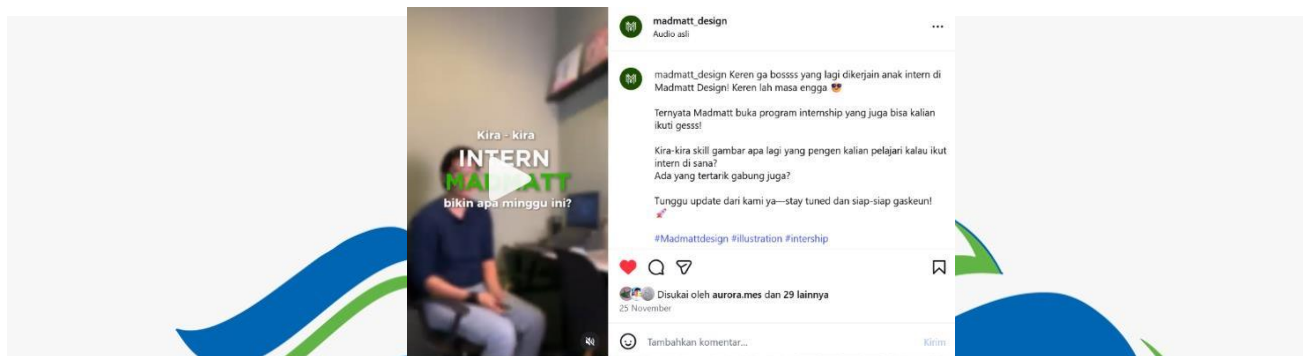 Kira - kira
INTERN
MADMATT
bikin apa minggu ini?
madmatt_design
Audio asli
madmatt_design Keren ga bossss yang lagi dikerjain anak intern di
Madmatt Design! Keren lah masa engga 😎
Ternyata Madmatt buka program internship yang juga bisa kalian
ikuti gesss!
Kira-kira skill gambar apa lagi yang pengen kalian pelajari kalau ikut
intern di sana?
Ada yang tertarik gabung juga?
Tunggu update dari kami ya—stay tuned dan siap-siap gaskeun!
🚀
#Madmattdesign #illustration #intership
Disukai oleh aurora.mes dan 29 lainnya
25 November
Tambahkan komentar...
Kirim